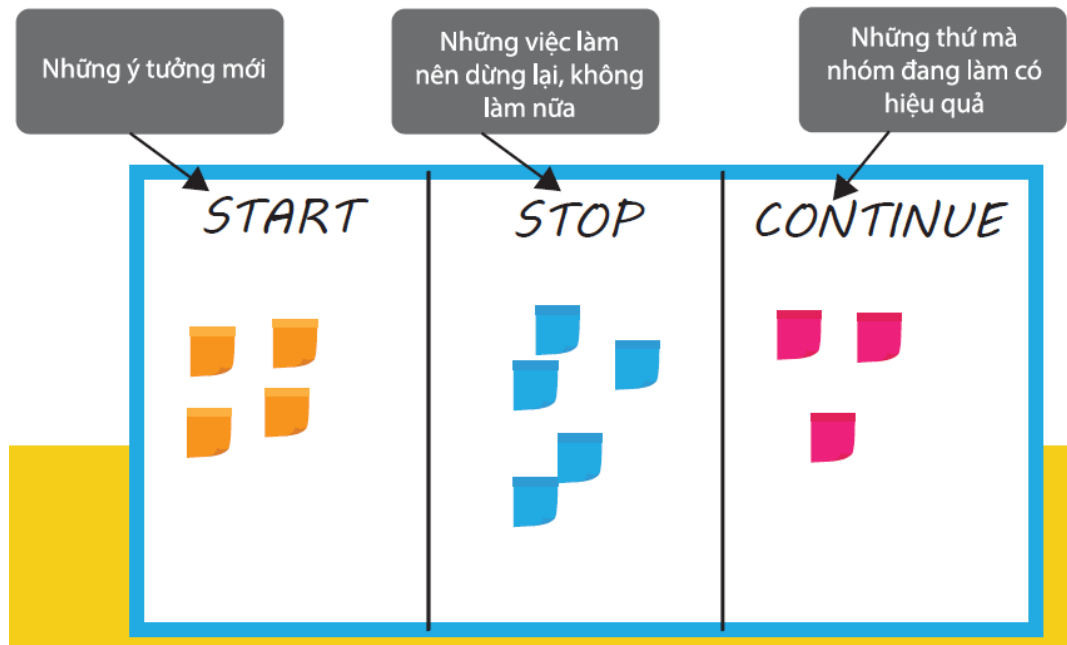 Những ý tưởng mới
Những việc làm
nên dừng lại, không
làm nữa
Những thứ mà
nhóm đang làm có
hiệu quả
START
STOP
CONTINUE